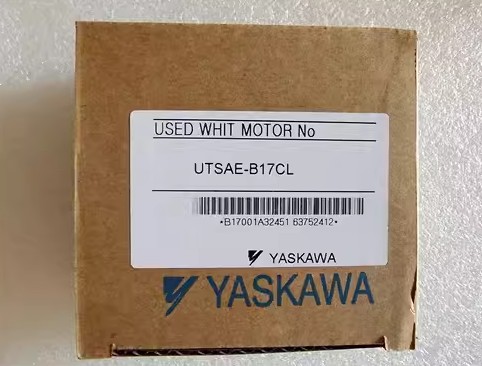 USED WHIT MOTOR No
UTSAE-B17CL
*B17001A32451 63752412*
YASKAWA
YASKAWA